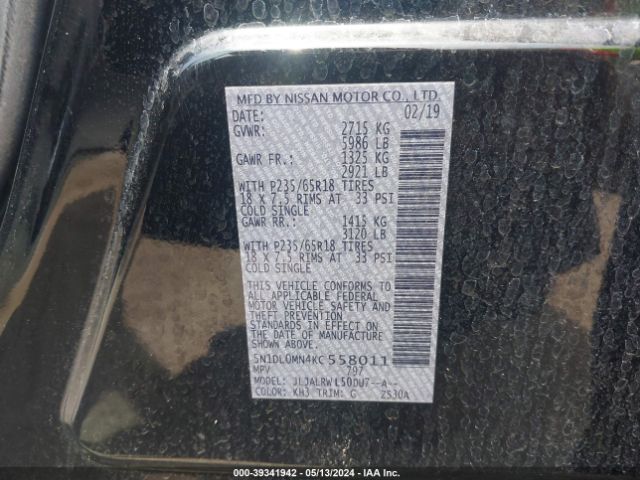 MFD BY NISSAN MOTOR CO., LTD.
DATE: 02/19
GVWR: 2715 KG
5986 LB
GAWR FR.: 1325 KG
2921 LB
WITH P235/65R18 TIRES
18 X 7.5 RIMS AT 33 PSI
COLD SINGLE
GAWR RR.: 1415 KG
3120 LB
WITH P235/65R18 TIRES
18 X 7.5 RIMS AT 33 PSI
COLD SINGLE
THIS VEHICLE CONFORMS TO
ALL APPLICABLE FEDERAL
MOTOR VEHICLE SAFETY AND
THEFT PREVENTION
STANDARDS IN EFFECT ON
THE DATE OF MANUFACTURE
SHOWN ABOVE.
5N1DL0MN4KC558011
MPV 797
MODEL: JLJALRWL50DU7--A--
COLOR: KH3 TRIM: G 2S30A
000-39341942 - 05/13/2024 - IAA Inc.